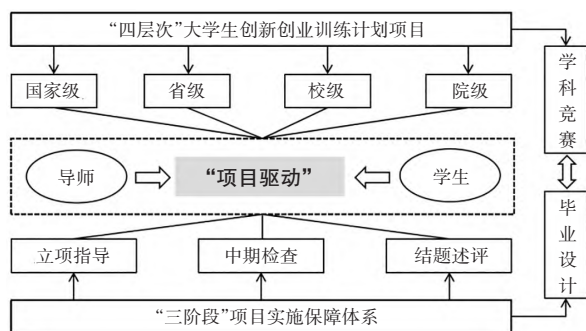 “四层次”大学生创新创业训练计划项目
国家级
省级
校级
院级
学科竞赛
导师
“项目驱动”
学生
毕业设计
立项指导
中期检查
结题述评
“三阶段”项目实施保障体系